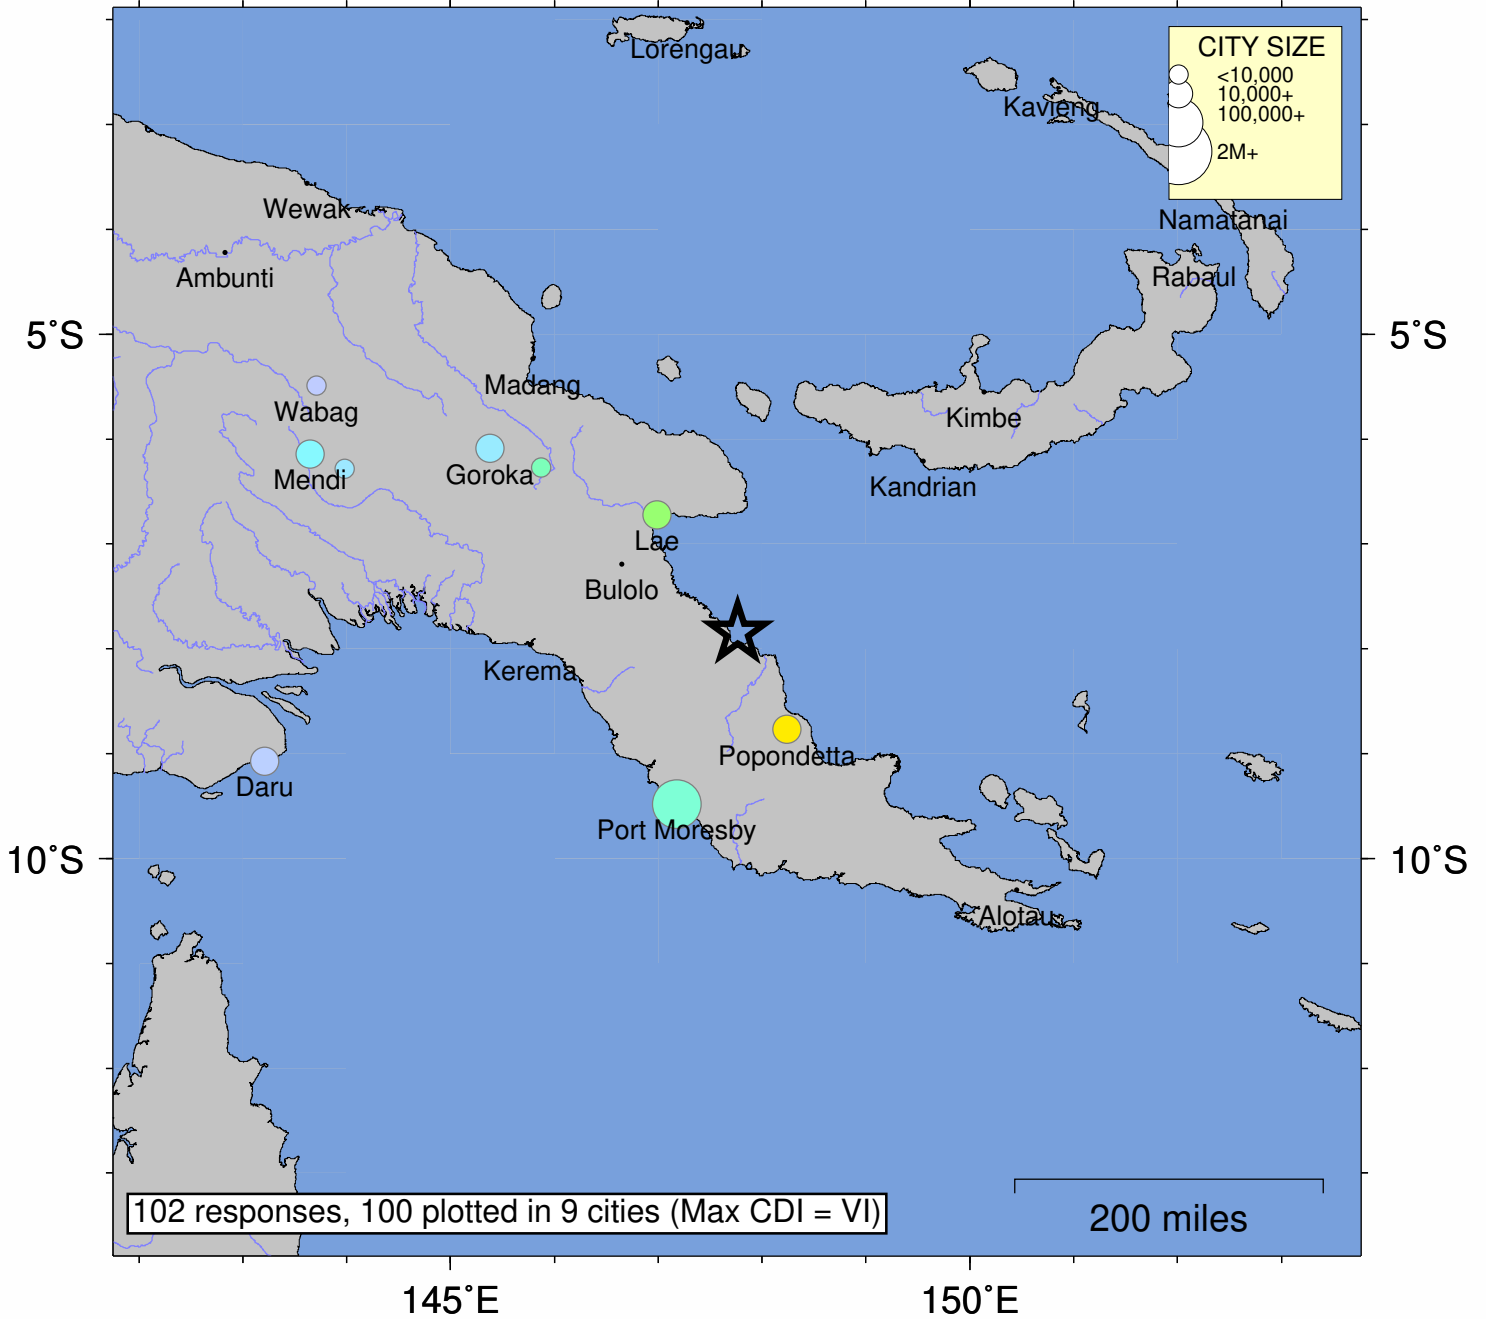 Lorengau
CITY SIZE
<10,000
10,000+
100,000+
2M+
Kavieng
Wewak
Namatanai
Ambunti
Rabaul
5°S
5°S
Madang
Wabag
Kimbe
Mendi
Goroka
Kandrian
Lae
Bulolo
Kerema
Popondetta
Daru
Port Moresby
10°S
10°S
Alotau
102 responses, 100 plotted in 9 cities (Max CDI = VI)
200 miles
145°E
150°E